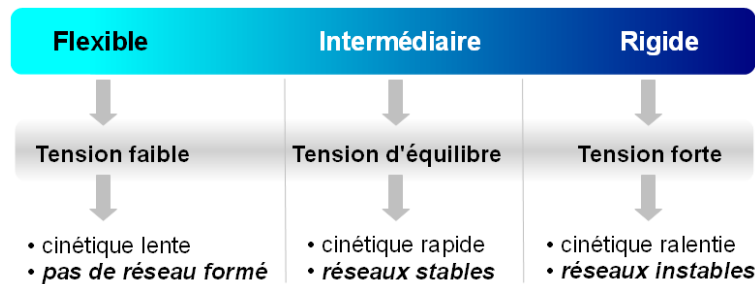 Flexible Intermédiaire Rigide
Tension faible Tension d'équilibre Tension forte
• cinétique lente • cinétique rapide • cinétique ralentie
• pas de réseau formé • réseaux stables • réseaux instables